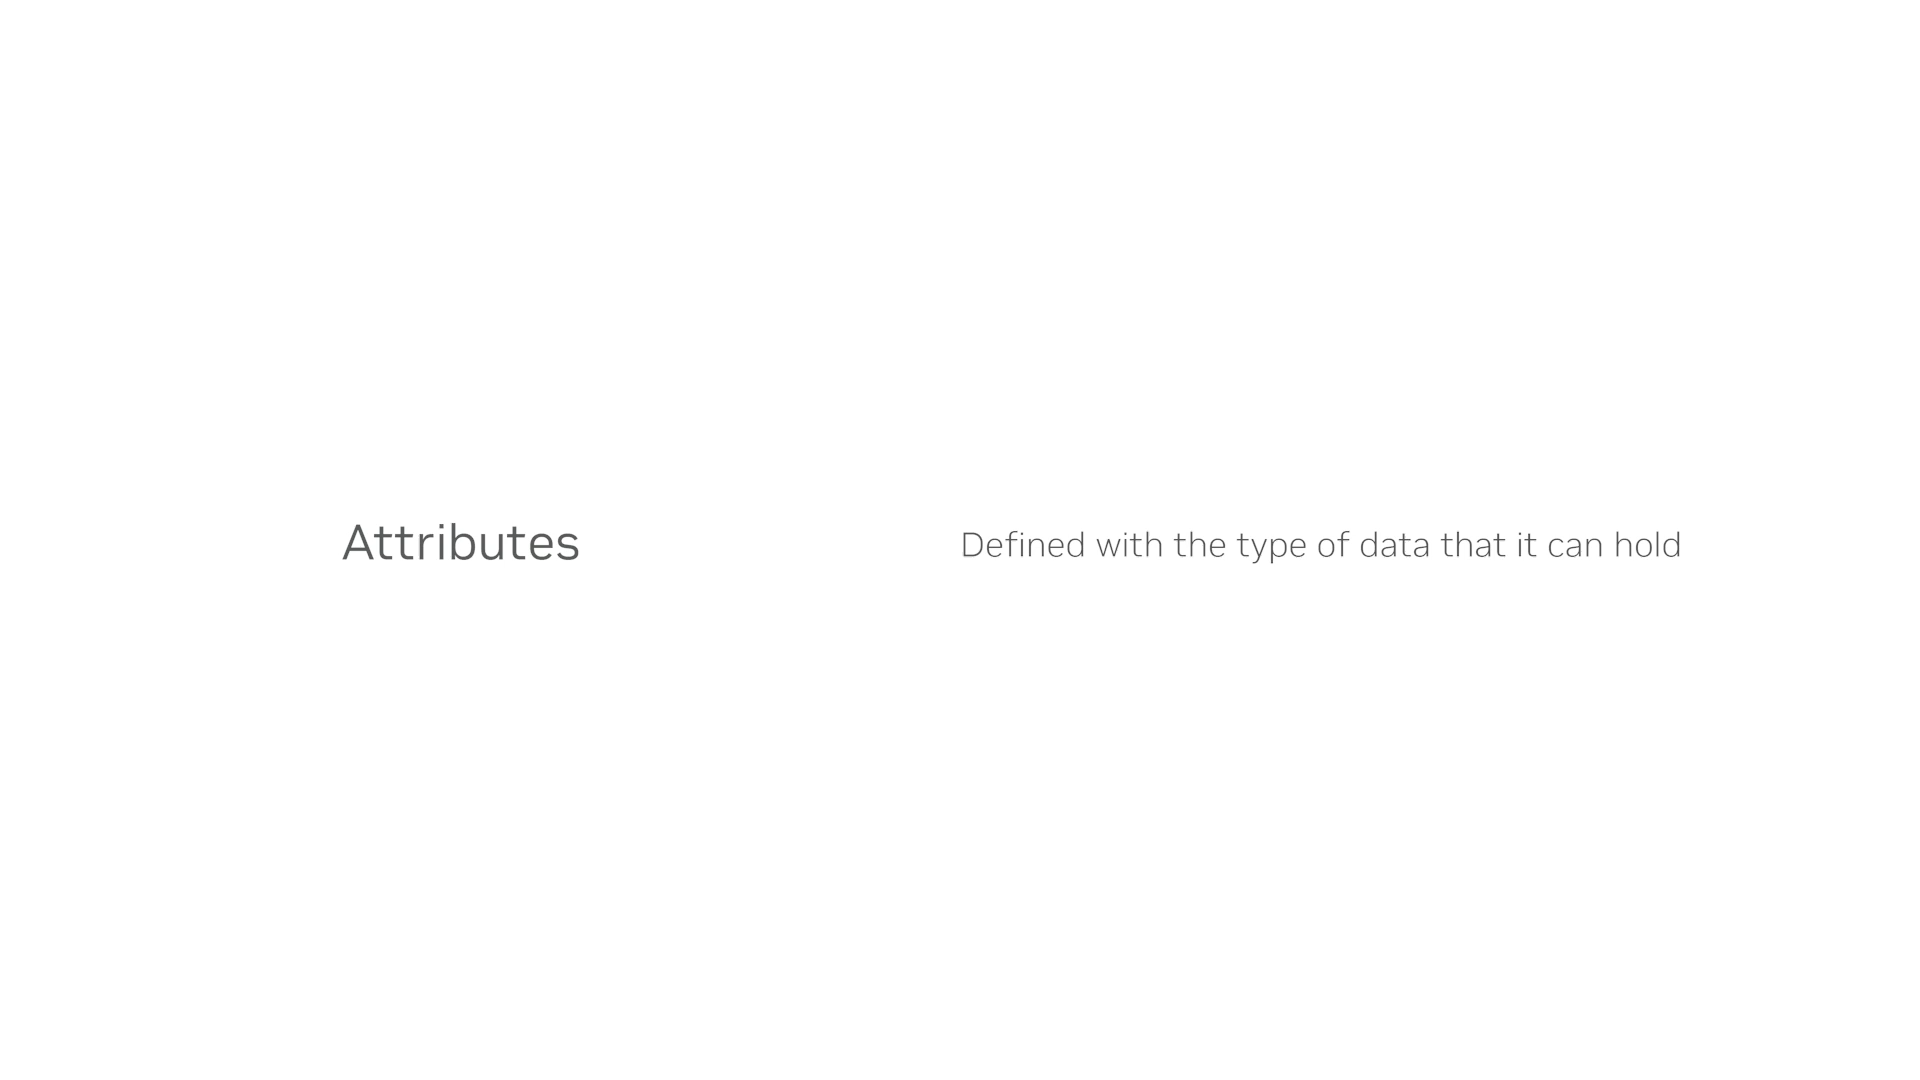 Attributes
Defined with the type of data that it can hold